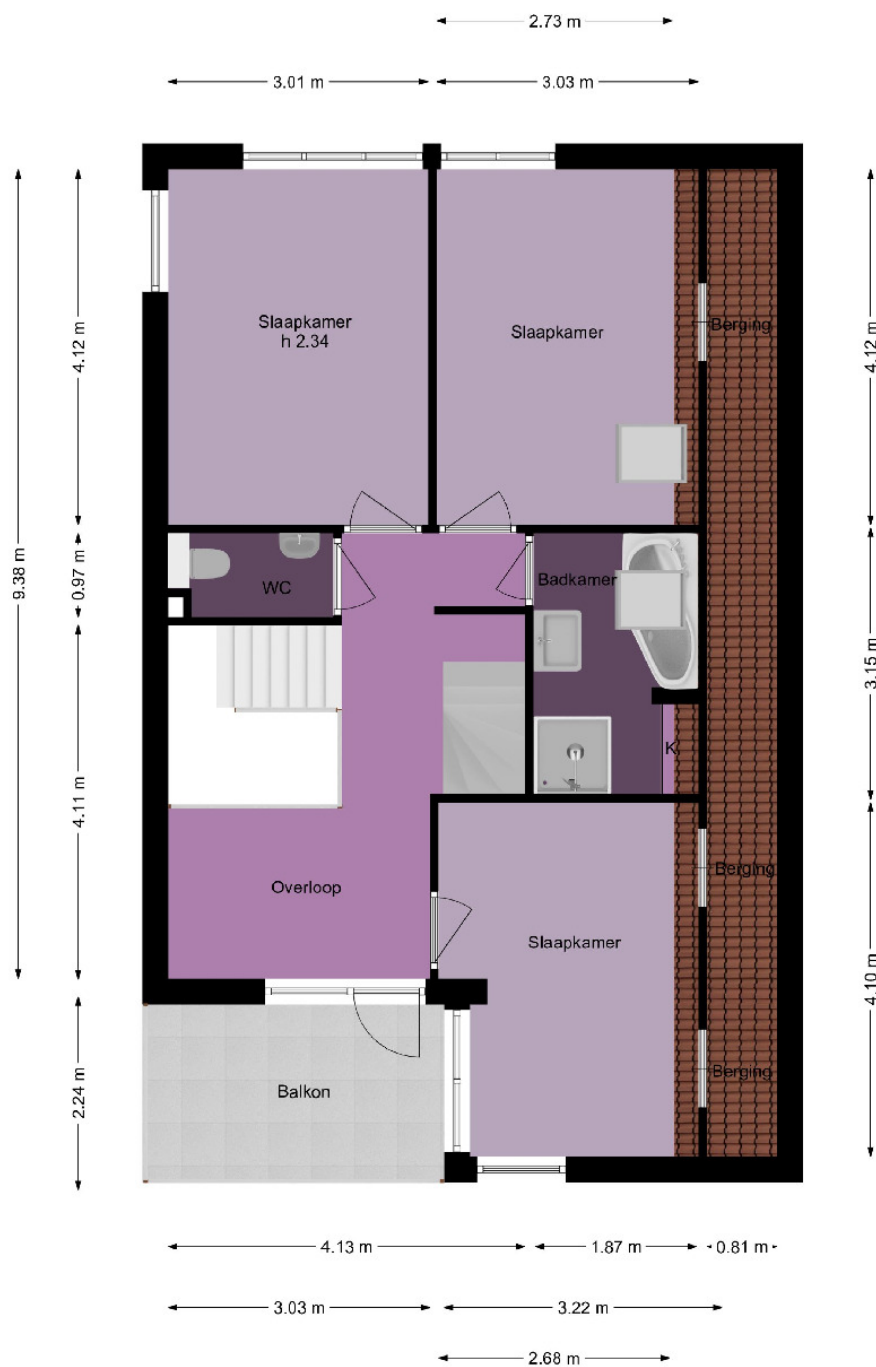 2.73 m
3.01 m
3.03 m
9.38 m
4.12 m
4.12 m
Slaapkamer
h 2.34
Slaapkamer
Berging
0.97 m
WC
Badkamer
3.15 m
4.11 m
K
Overloop
Berging
Slaapkamer
4.10 m
2.24 m
Balkon
Berging
4.13 m
1.87 m
0.81 m
3.03 m
3.22 m
2.68 m